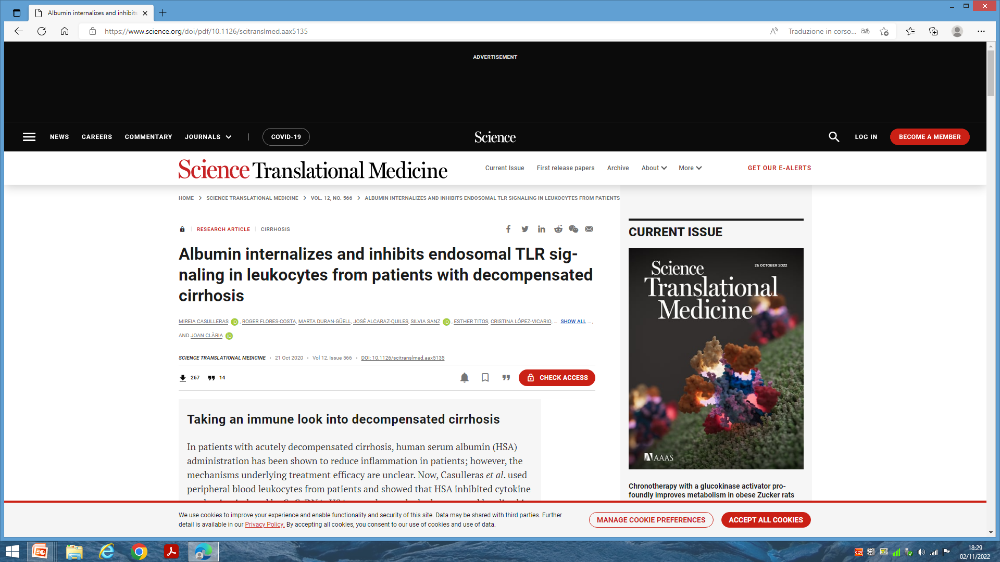 Albumin internalizes and inhibits
https://www.science.org/doi/pdf/10.1126/scitranslmed.aax5135
Traduzione in corso...
ADVERTISEMENT
NEWS CAREERS COMMENTARY JOURNALS | COVID-19 Science LOG IN BECOME A MEMBER
Science Translational Medicine Current Issue First release papers Archive About More GET OUR E-ALERTS
HOME > SCIENCE TRANSLATIONAL MEDICINE > VOL. 12, NO. 566 > ALBUMIN INTERNALIZES AND INHIBITS ENDOSOMAL TLR SIGNALING IN LEUKOCYTES FROM PATIENTS
RESEARCH ARTICLE | CIRRHOSIS
Albumin internalizes and inhibits endosomal TLR sig-
naling in leukocytes from patients with decompensated
cirrhosis
MIREIA CASULLERAS iD, ROGER FLORES-COSTA, MARTA DURAN-GÜELL, JOSÉ ALCARAZ-QUILES, SILVIA SANZ iD, ESTHER TITOS, CRISTINA LÓPEZ-VICARIO, ... SHOW ALL ... ,
AND JOAN CLÀRIA iD
SCIENCE TRANSLATIONAL MEDICINE • 21 Oct 2020 • Vol 12, Issue 566 • DOI: 10.1126/scitranslmed.aax5135
267 14 CHECK ACCESS
Taking an immune look into decompensated cirrhosis
In patients with acutely decompensated cirrhosis, human serum albumin (HSA)
administration has been shown to reduce inflammation in patients; however, the
mechanisms underlying treatment efficacy are unclear. Now, Casulleras et al. used
peripheral blood leukocytes from patients and showed that HSA inhibited cytokine
CURRENT ISSUE
Science
26 OCTOBER 2022
Translational
Medicine
AAAS
Chronotherapy with a glucokinase activator pro-
foundly improves metabolism in obese Zucker rats
We use cookies to improve your experience and enable functionality and security of this site. Data may be shared with third parties. Further
detail is available in our Privacy Policy. By accepting all cookies, you consent to our use of cookies and use of data.
MANAGE COOKIE PREFERENCES ACCEPT ALL COOKIES
18:29
02/11/2022